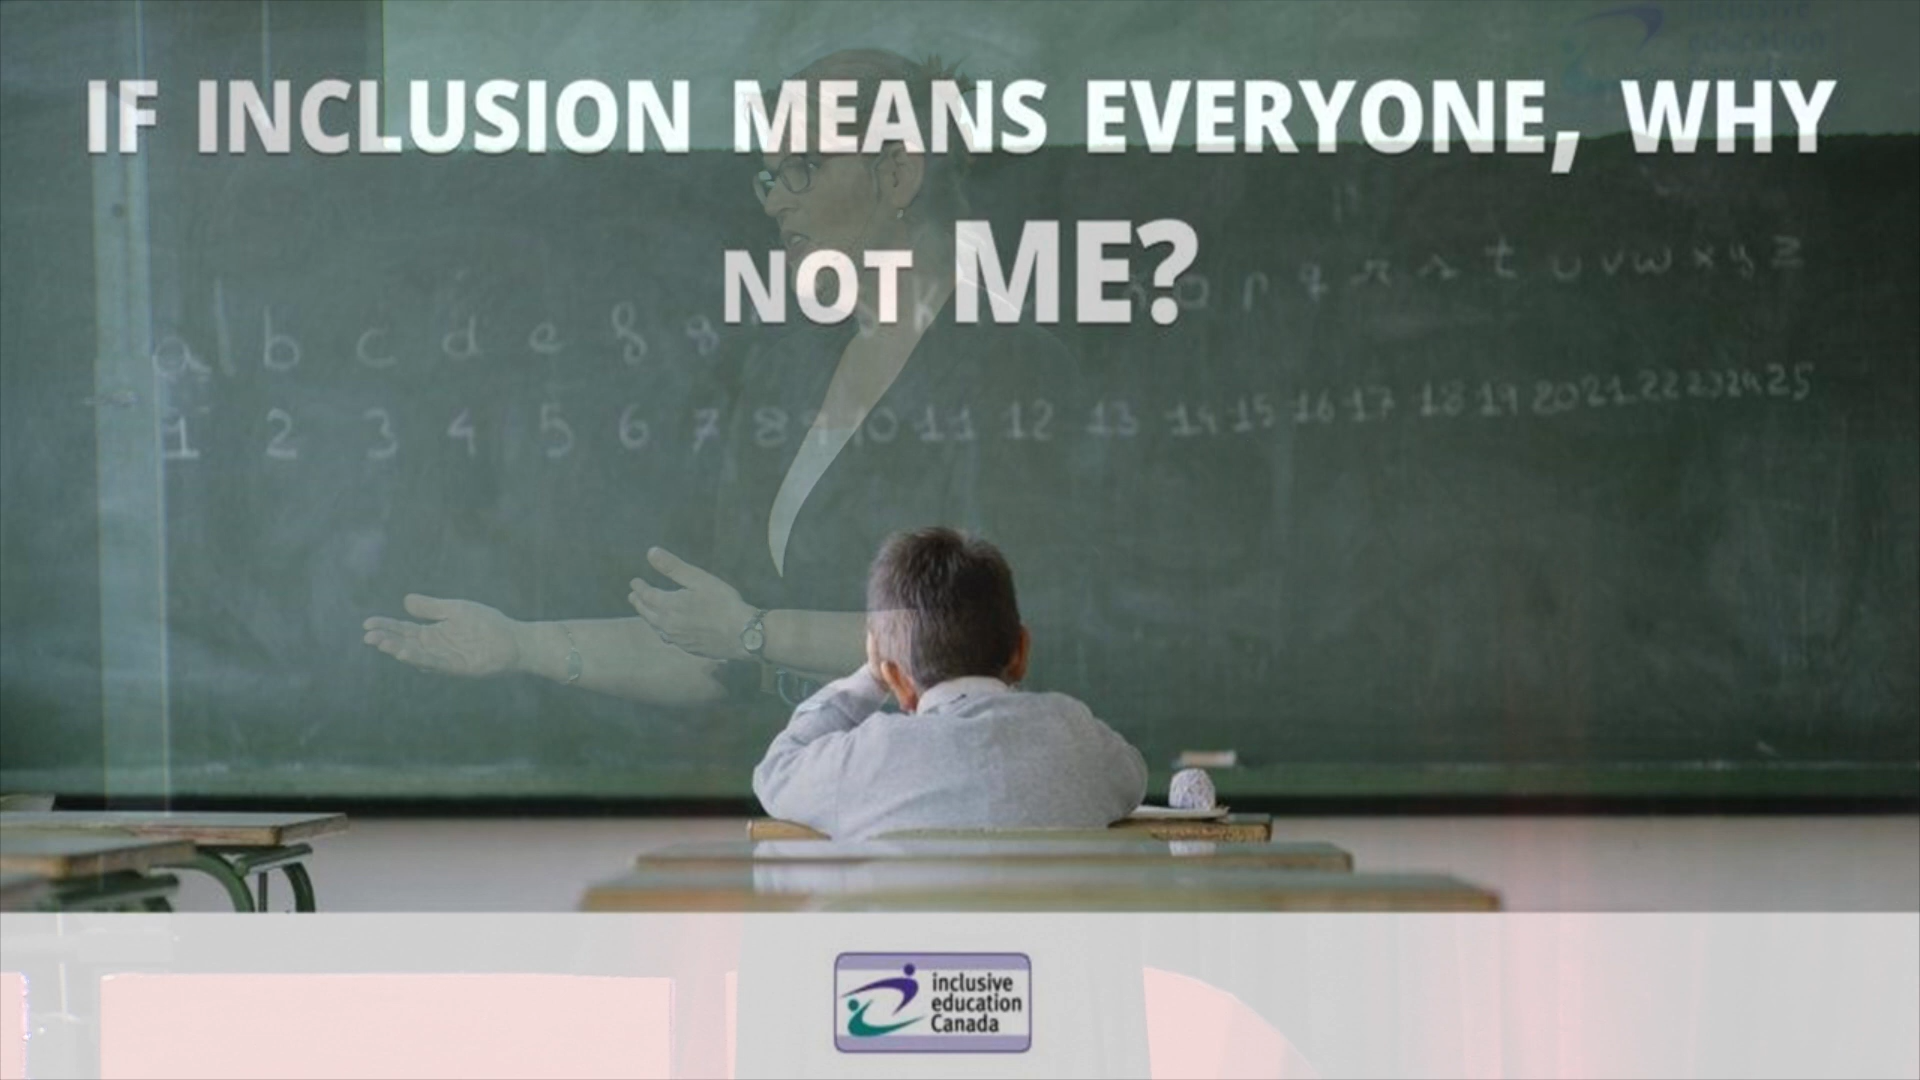 IF INCLUSION MEANS EVERYONE, WHY
NOT ME?
a b c d e f g p q r s t u v w x y z
1 2 3 4 5 6 7 8 9 10 11 12 13 14 15 16 17 18 19 20 21 22 23 24 25
inclusive
education
Canada